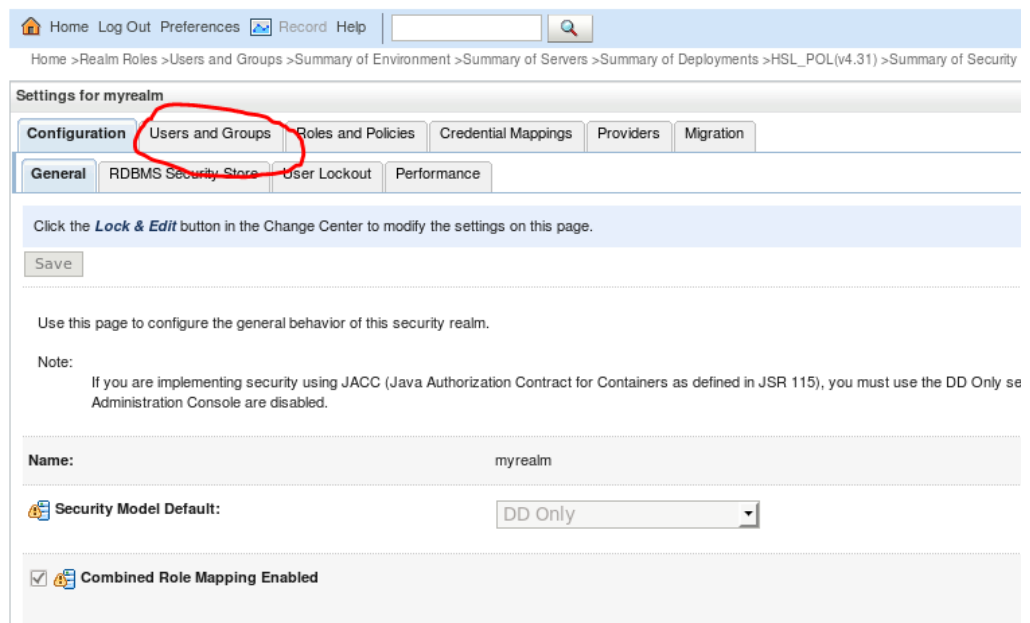 Home Log Out Preferences Record Help
Home >Realm Roles >Users and Groups >Summary of Environment >Summary of Servers >Summary of Deployments >HSL_POL(v4.31) >Summary of Security
Settings for myrealm
Configuration Users and Groups Roles and Policies Credential Mappings Providers Migration
General RDBMS Security Store User Lockout Performance
Click the Lock & Edit button in the Change Center to modify the settings on this page.
Save
Use this page to configure the general behavior of this security realm.
Note:
If you are implementing security using JACC (Java Authorization Contract for Containers as defined in JSR 115), you must use the DD Only se
Administration Console are disabled.
Name: myrealm
Security Model Default: DD Only
Combined Role Mapping Enabled